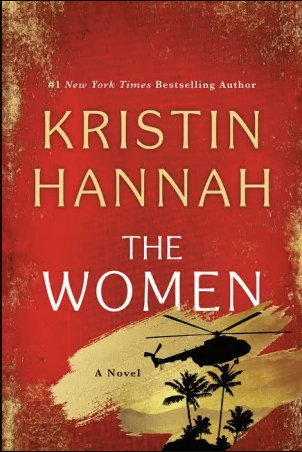 #1 New York Times Bestselling Author
KRISTIN
HANNAH
THE
WOMEN
A Novel